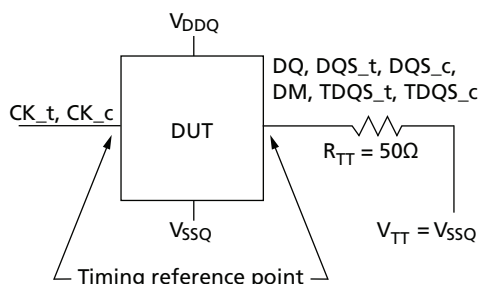 VDDQ
DQ, DQS_t, DQS_c,
DM, TDQS_t, TDQS_c
CK_t, CK_c
DUT
RTT = 50Ω
VSSQ
VTT = VSSQ
Timing reference point